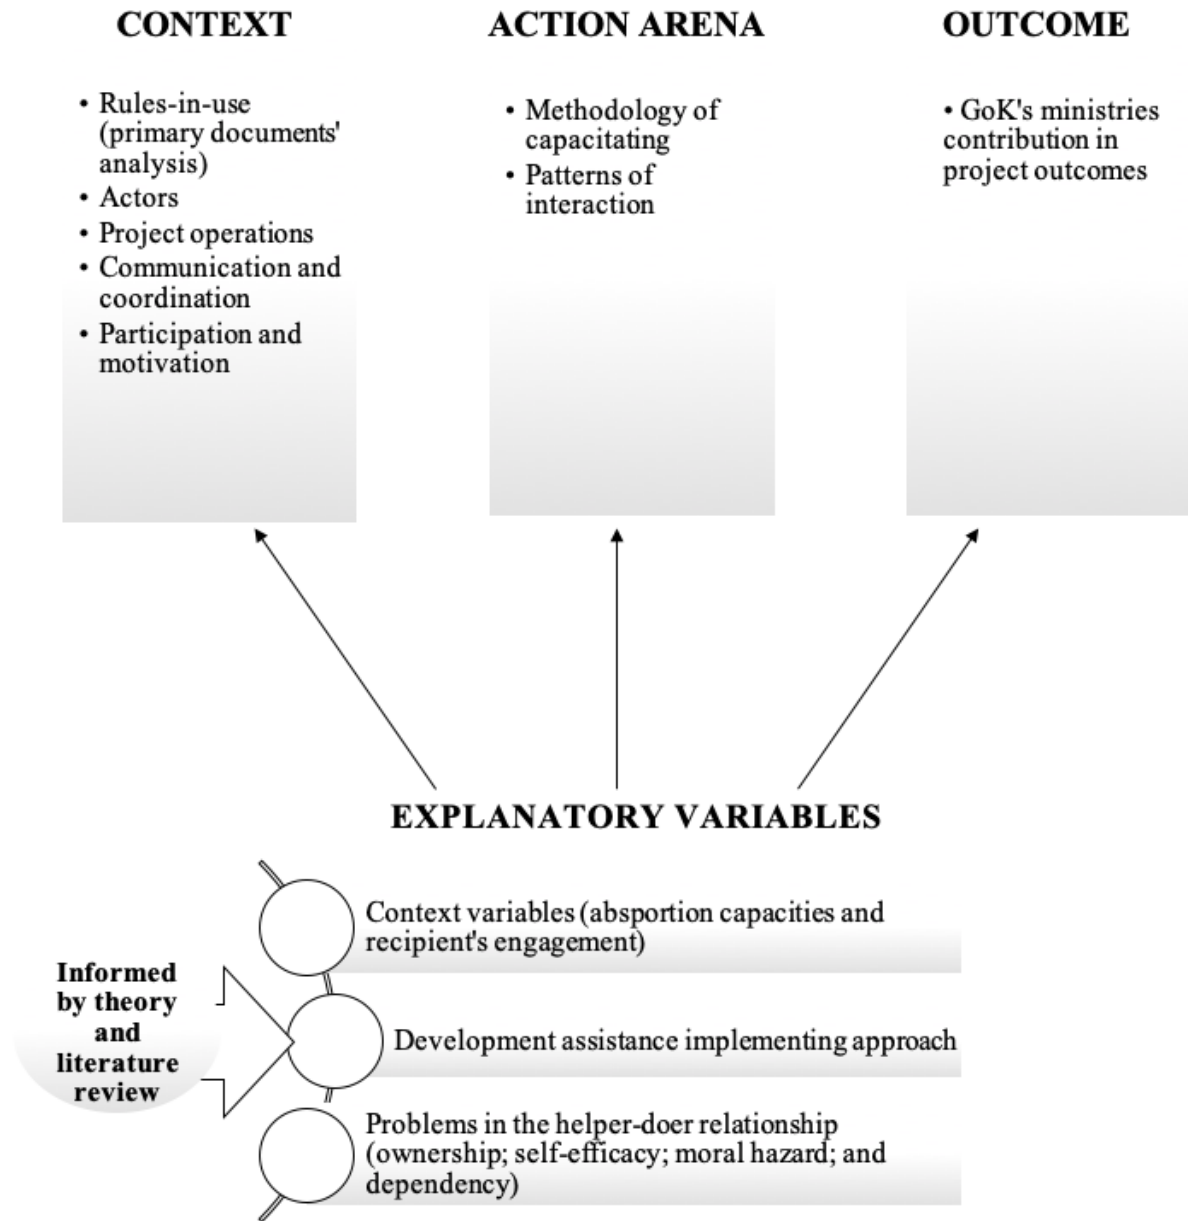 CONTEXT
• Rules-in-use
(primary documents'
analysis)
• Actors
• Project operations
• Communication and
coordination
• Participation and
motivation
ACTION ARENA
• Methodology of
capacitating
• Patterns of
interaction
OUTCOME
• GoK's ministries
contribution in
project outcomes
EXPLANATORY VARIABLES
Informed
by theory
and
literature
review
Context variables (absportion capacities and
recipient's engagement)
Development assistance implementing approach
Problems in the helper-doer relationship
(ownership; self-efficacy; moral hazard; and
dependency)